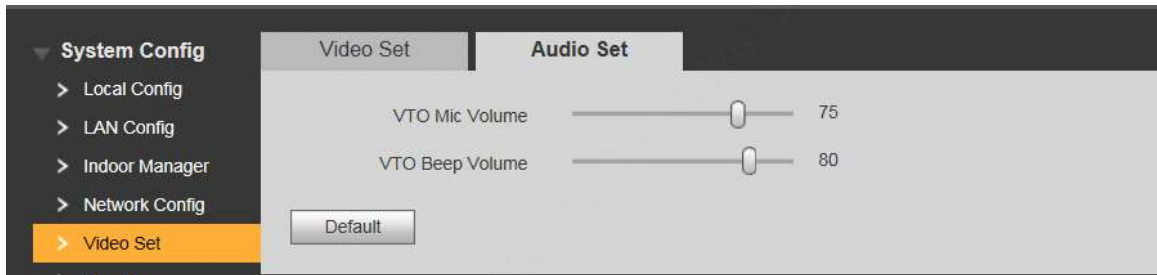 System Config
Local Config
LAN Config
Indoor Manager
Network Config
Video Set
Video Set
Audio Set
VTO Mic Volume 75
VTO Beep Volume 80
Default